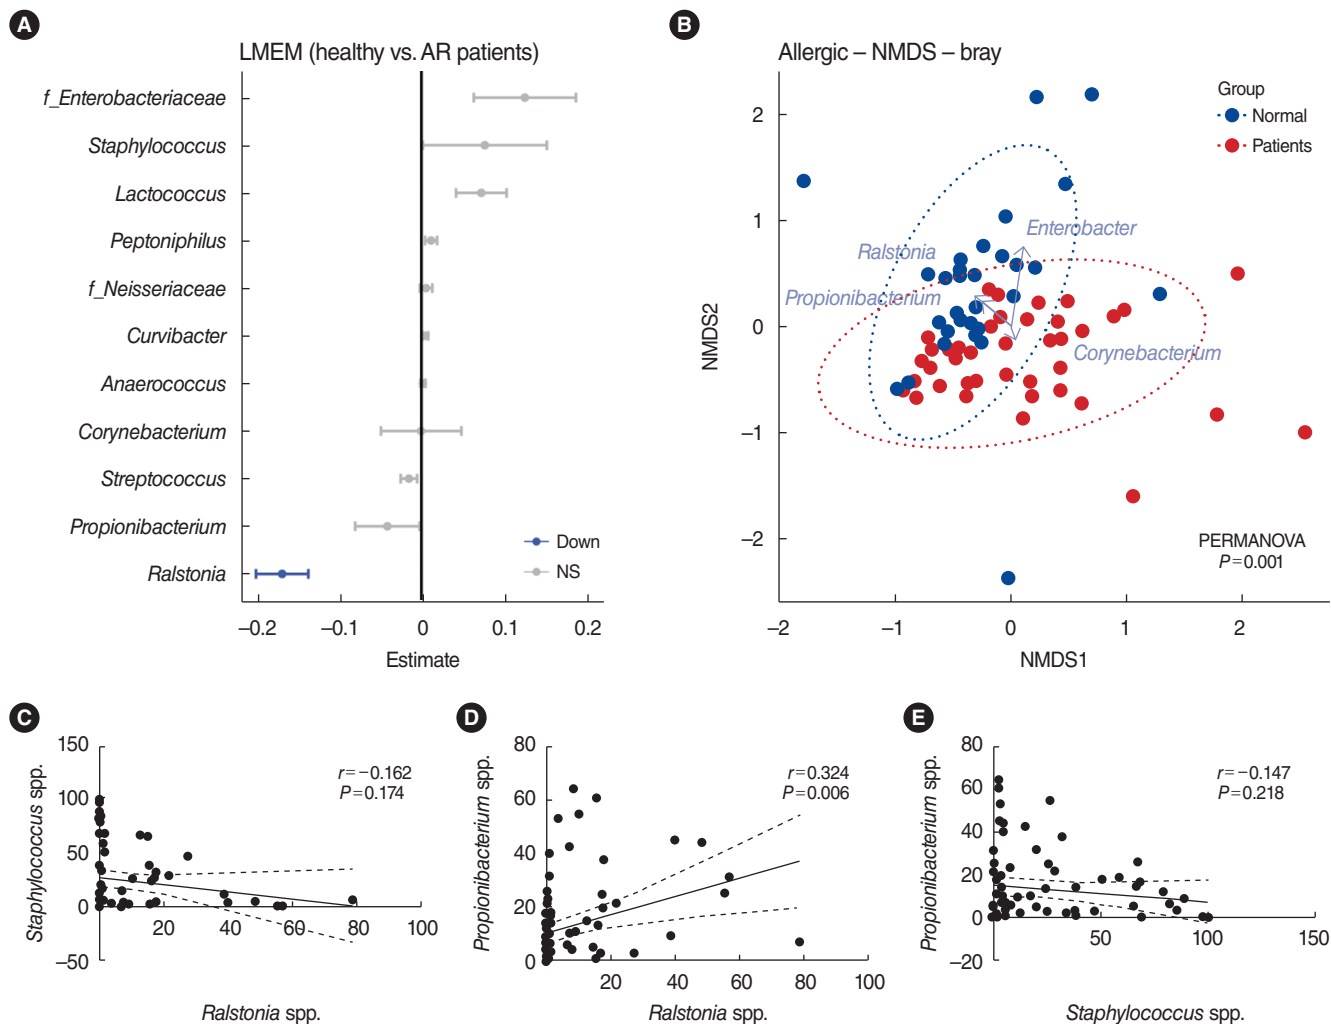 A
LMEM (healthy vs. AR patients)
f_Enterobacteriaceae
Staphylococcus
Lactococcus
Peptoniphilus
f_Neisseriaceae
Curvibacter
Anaerococcus
Corynebacterium
Streptococcus
Propionibacterium
Ralstonia
Down
NS
–0.2
–0.1
0
0.1
0.2
Estimate
B
Allergic – NMDS – bray
Group
Normal
Patients
2
1
0
–1
–2
NMDS2
Enterobacter
Ralstonia
Propionibacterium
Corynebacterium
PERMANOVA
P=0.001
–2
–1
0
1
2
NMDS1
C
150
100
50
0
–50
Staphylococcus spp.
r=–0.162
P=0.174
20
40
60
80
100
Ralstonia spp.
D
80
60
40
20
0
Propionibacterium spp.
r=0.324
P=0.006
20
40
60
80
100
Ralstonia spp.
E
80
60
40
20
0
–20
Propionibacterium spp.
r=–0.147
P=0.218
50
100
150
Staphylococcus spp.